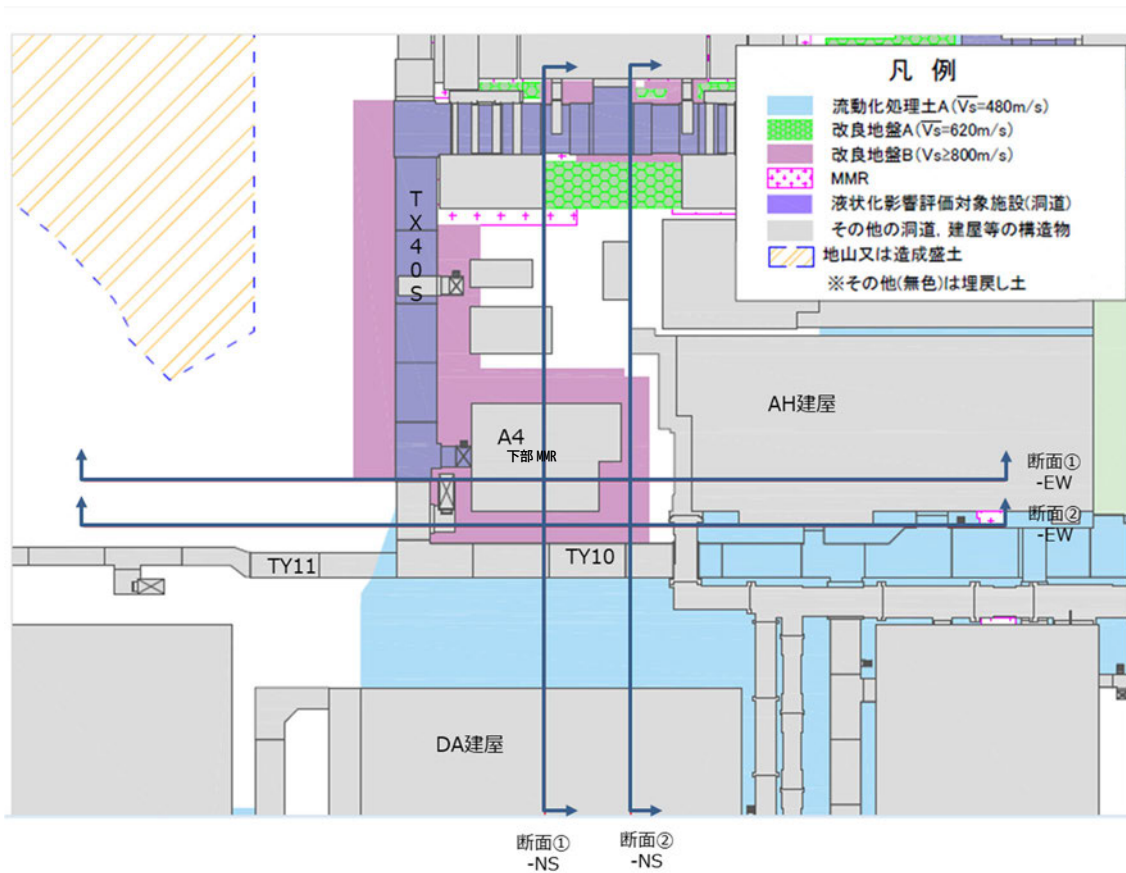 凡 例
流動化処理土A(V̅s̅=480m/s)
改良地盤A(V̅s̅=620m/s)
改良地盤B(Vs≥800m/s)
MMR
液状化影響評価対象施設(洞道)
その他の洞道，建屋等の構造物
地山又は造成盛土
※その他(無色)は埋戻し土
TX40S
AH建屋
A4
下部MMR
断面①
-EW
断面②
-EW
TY11
TY10
DA建屋
断面①
-NS
断面②
-NS